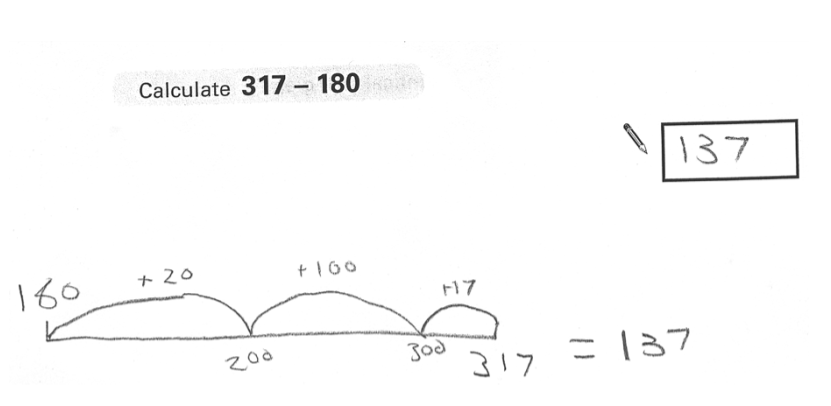 Calculate 317 – 180
137
180 +20 +100 +17
200 300 317 = 137